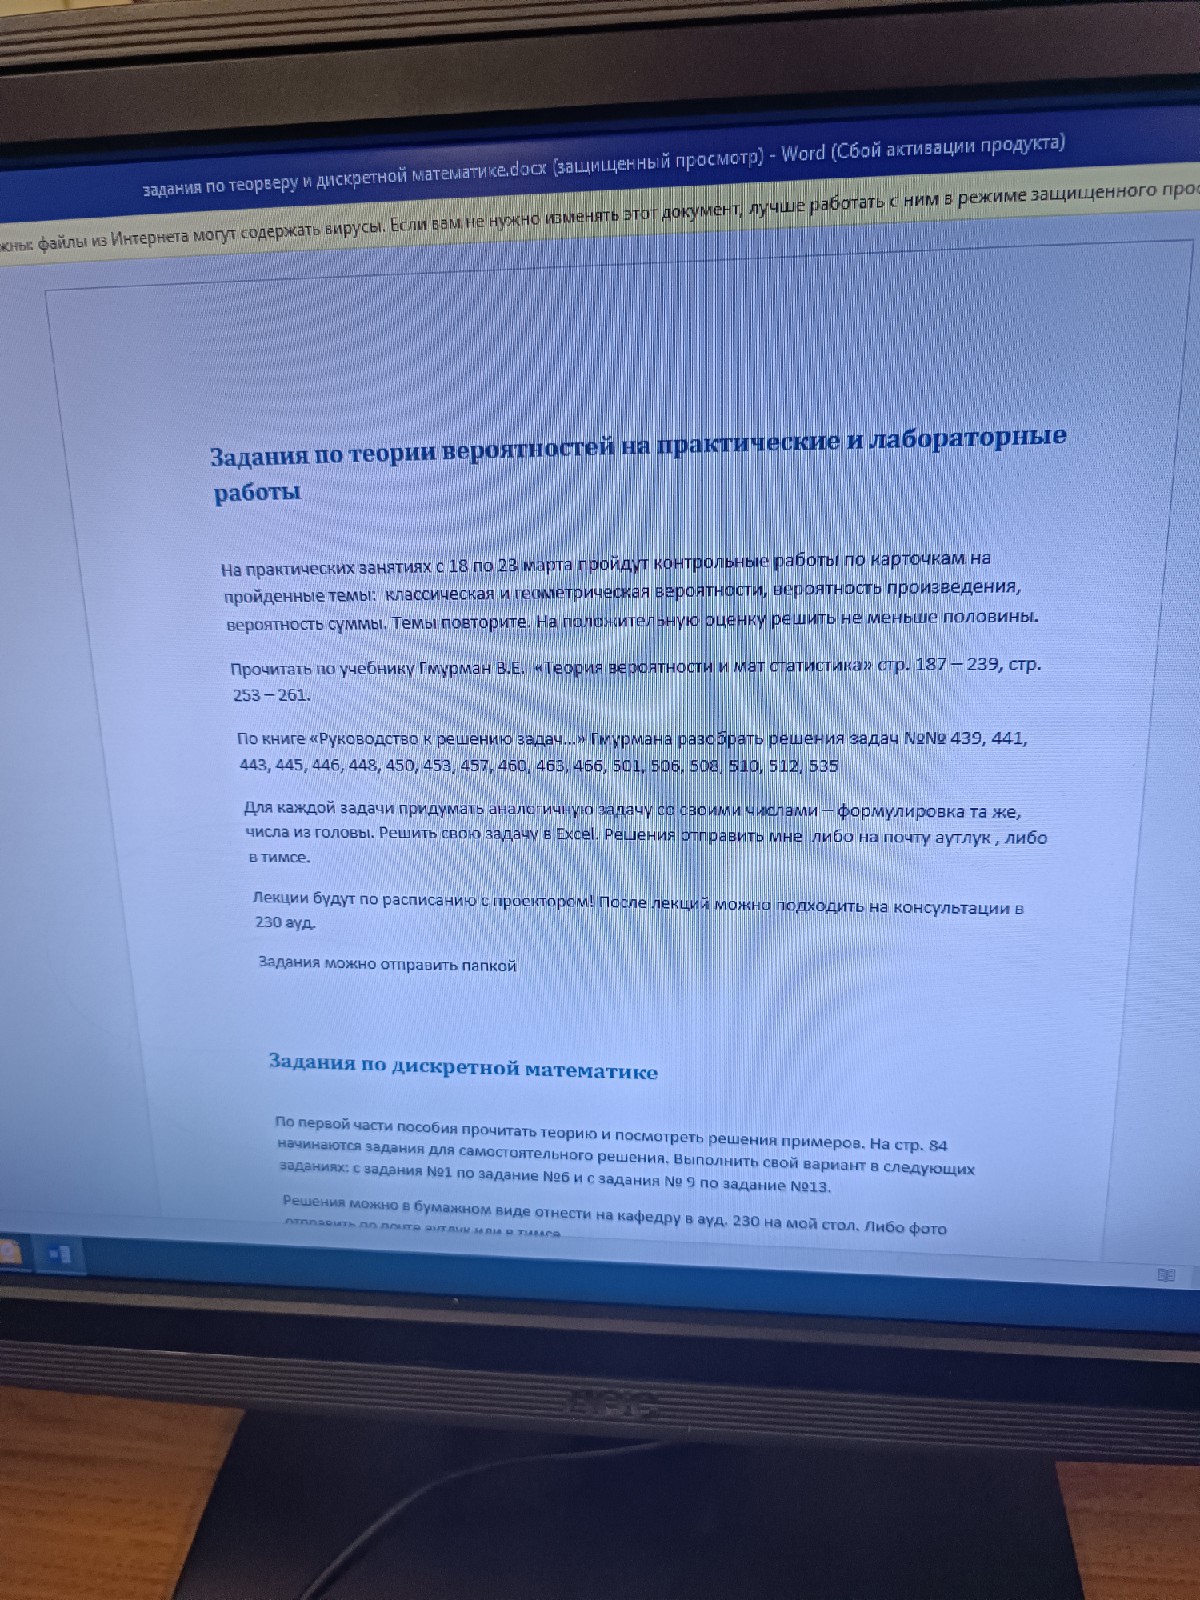 задания по теорверу и дискретной математике.docx (защищенный просмотр) - Word (Сбой активации продукта)
файлы из Интернета могут содержать вирусы. Если вам не нужно изменять этот документ, лучше работать с ним в режиме защищенного
Задания по теории вероятностей на практические и лабораторные
работы
На практических занятиях с 18 по 23 марта пройдут контрольные работы по карточкам на
пройденные темы: классическая и геометрическая вероятности, вероятность произведения,
вероятность суммы. Темы повторите. На положительную оценку решить не меньше половины.
Прочитать по учебнику Гмурман В.Е. «Теория вероятности и мат статистика» стр. 187 – 239, стр.
253 – 261.
По книге «Руководство к решению задач...» Гмурмана разобрать решения задач №№ 439, 441,
443, 445, 446, 448, 450, 453, 457, 460, 463, 466, 501, 506, 508, 510, 512, 535
Для каждой задачи придумать аналогичную задачу со своими числами – формулировка та же,
числа из головы. Решить свою задачу в Excel. Решения отправить мне либо на почту аутлук , либо
в тимсе.
Лекции будут по расписанию с проектором! После лекций можно подходить на консультации в
230 ауд.
Задания можно отправить папкой
Задания по дискретной математике
По первой части пособия прочитать теорию и посмотреть решения примеров. На стр. 84
начинаются задания для самостоятельного решения. Выполнить свой вариант в следующих
заданиях: с задания №1 по задание №6 и с задания № 9 по задание №13.
Решения можно в бумажном виде отнести на кафедру в ауд. 230 на мой стол. Либо фото
отправить по почте аутлук или в тимсе